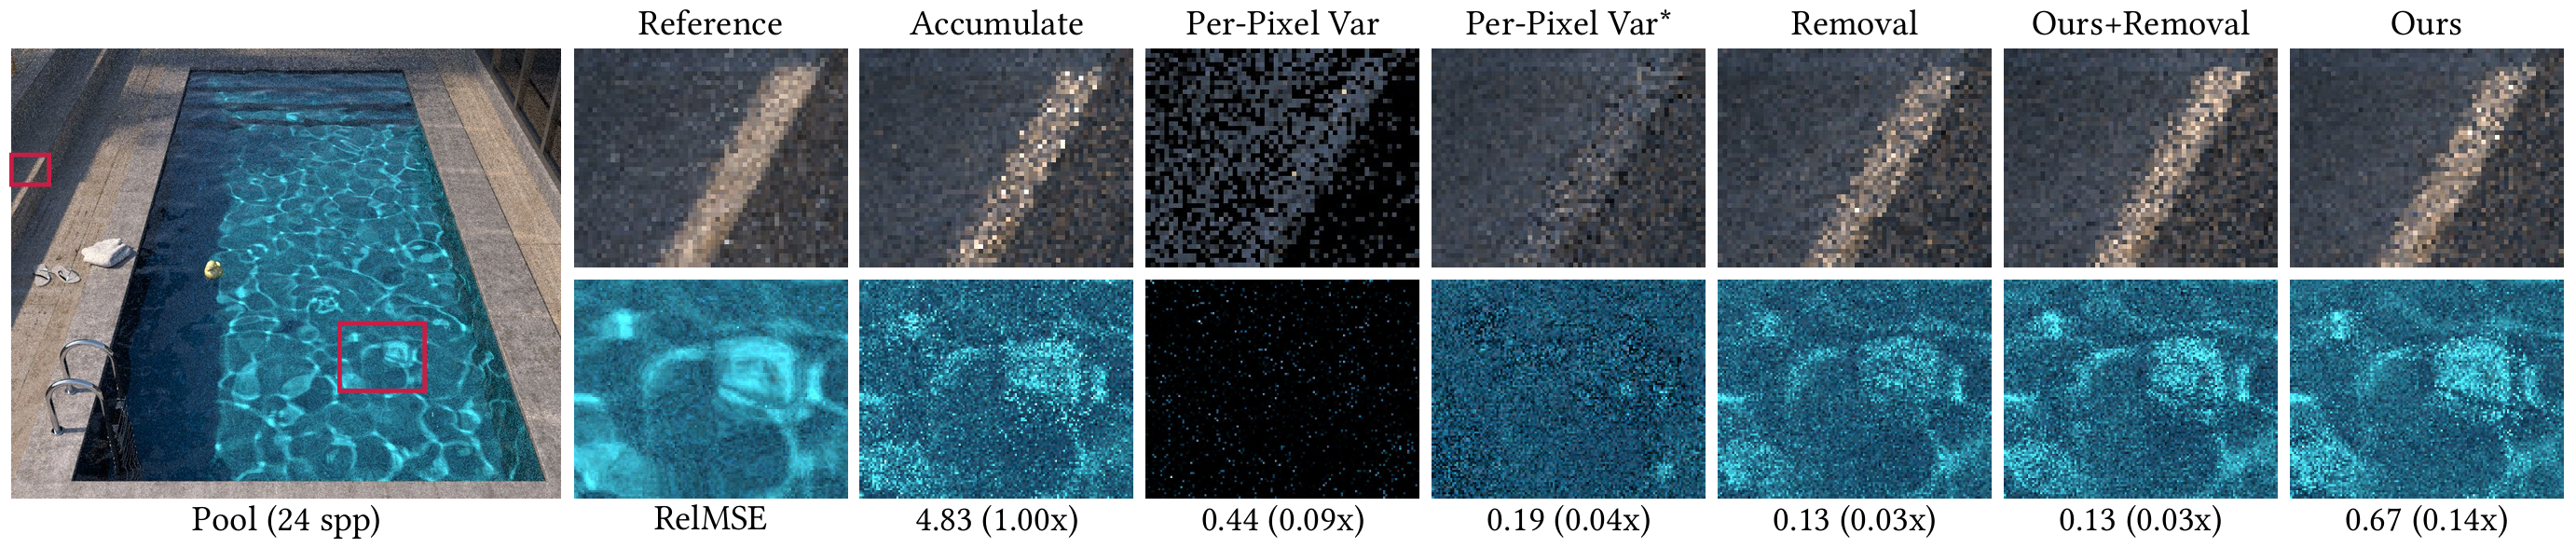 Reference
Accumulate
Per-Pixel Var
Per-Pixel Var*
Removal
Ours+Removal
Ours
Pool (24 spp)
RelMSE
4.83 (1.00x)
0.44 (0.09x)
0.19 (0.04x)
0.13 (0.03x)
0.13 (0.03x)
0.67 (0.14x)